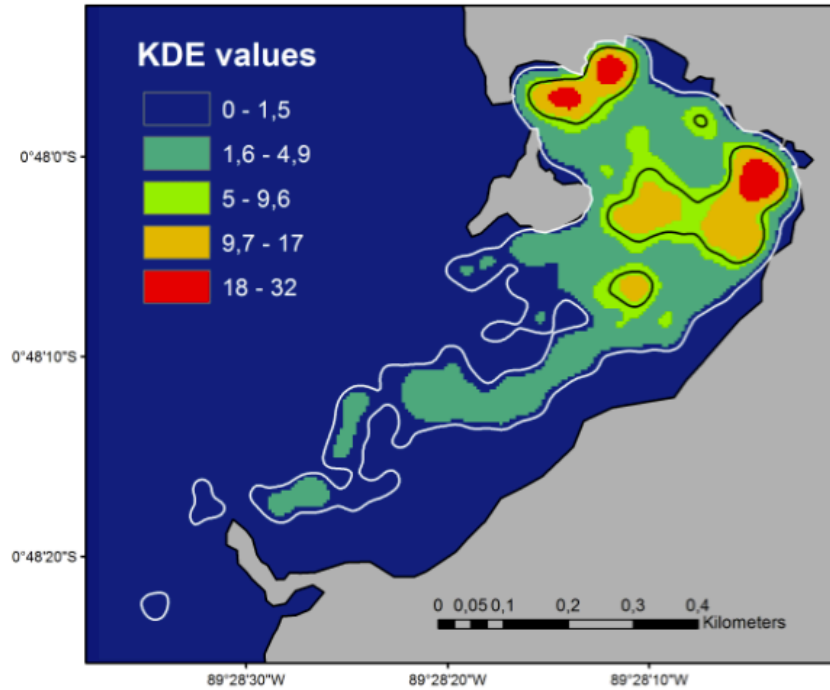 KDE values
0 - 1,5
1,6 - 4,9
5 - 9,6
9,7 - 17
18 - 32
0°48'0"S
0°48'10"S
0°48'20"S
0 0,05 0,1 0,2 0,3 0,4
Kilometers
89°28'30"W 89°28'20"W 89°28'10"W